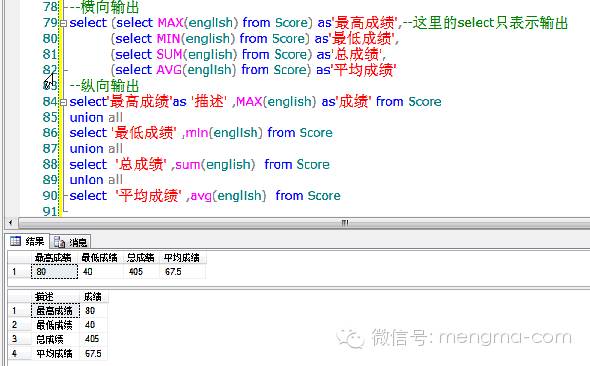 78 ---横向输出
79 select (select MAX(english) from Score) as'最高成绩',--这里的select只表示输出
80 (select MIN(english) from Score) as'最低成绩',
81 (select SUM(english) from Score) as'总成绩',
82 (select AVG(english) from Score) as'平均成绩'
83 --纵向输出
84 select'最高成绩'as '描述' ,MAX(english) as'成绩' from Score
85 union all
86 select '最低成绩' ,min(english) from Score
87 union all
88 select '总成绩' ,sum(english) from Score
89 union all
90 select '平均成绩' ,avg(english) from Score
91
结果 消息
最高成绩 最低成绩 总成绩 平均成绩
1 80 40 405 67.5
描述 成绩
1 最高成绩 80
2 最低成绩 40
3 总成绩 405
4 平均成绩 67.5
微信号: mengma-com